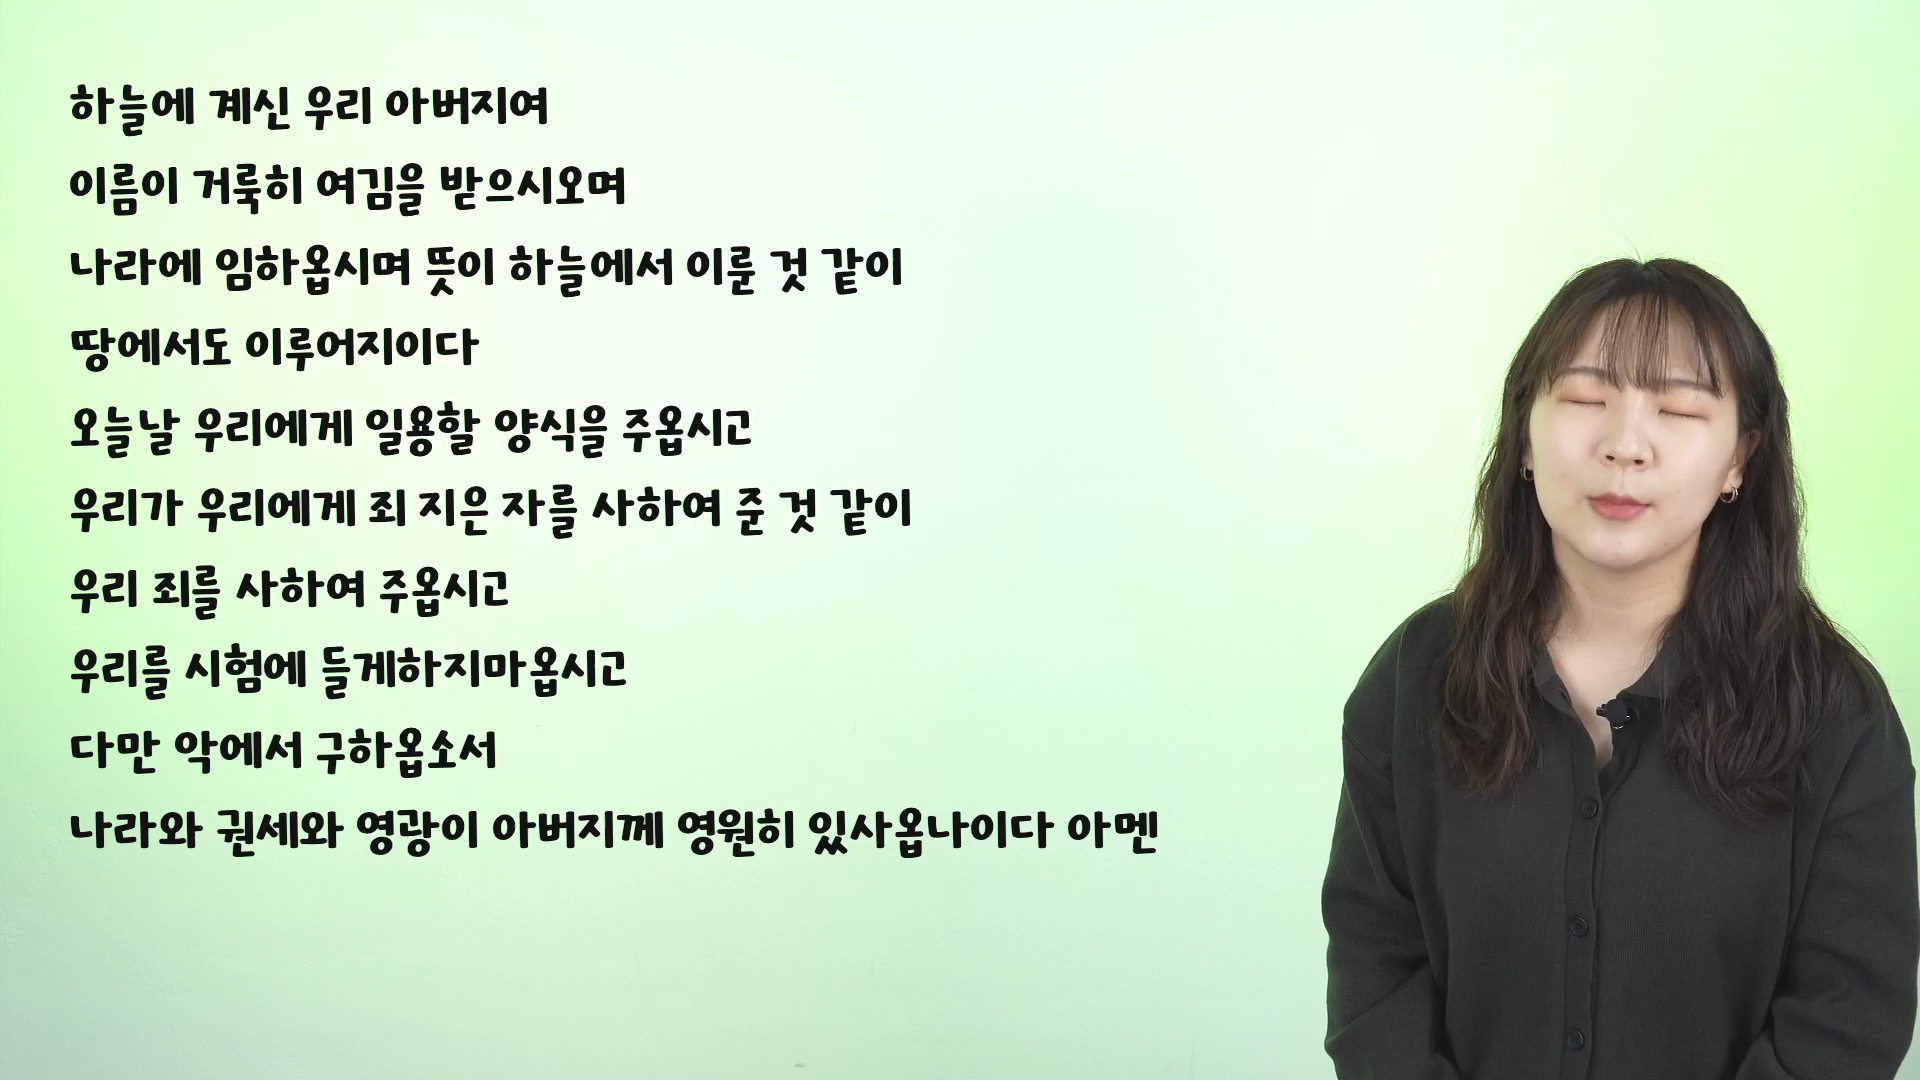 하늘에 계신 우리 아버지여
이름이 거룩히 여김을 받으시오며
나라에 임하옵시며 뜻이 하늘에서 이룬 것 같이
땅에서도 이루어지이다
오늘날 우리에게 일용할 양식을 주옵시고
우리가 우리에게 죄 지은 자를 사하여 준 것 같이
우리 죄를 사하여 주옵시고
우리를 시험에 들게하지마옵시고
다만 악에서 구하옵소서
나라와 권세와 영광이 아버지께 영원히 있사옵나이다 아멘